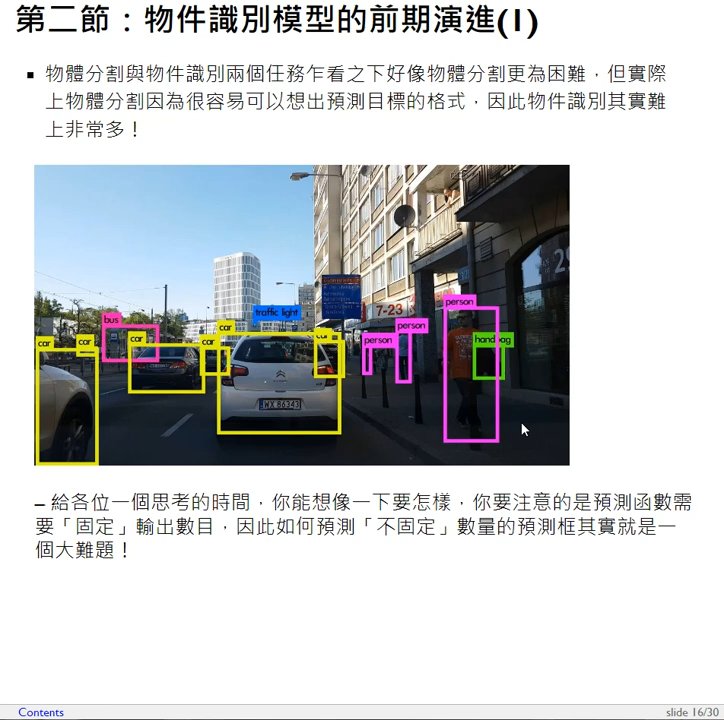 第二節：物件識別模型的前期演進(1)
▪ 物體分割與物件識別兩個任務乍看之下好像物體分割更為困難，但實際
上物體分割因為很容易可以想出預測目標的格式，因此物件識別其實難
上非常多！
person
traffic light
bus
car
person
car
car
car
car
car
person
handbag
7-23
WX 86343
– 給各位一個思考的時間，你能想像一下要怎樣，你要注意的是預測函數需
要「固定」輸出數目，因此如何預測「不固定」數量的預測框其實就是一
個大難題！
Contents
slide 16/30